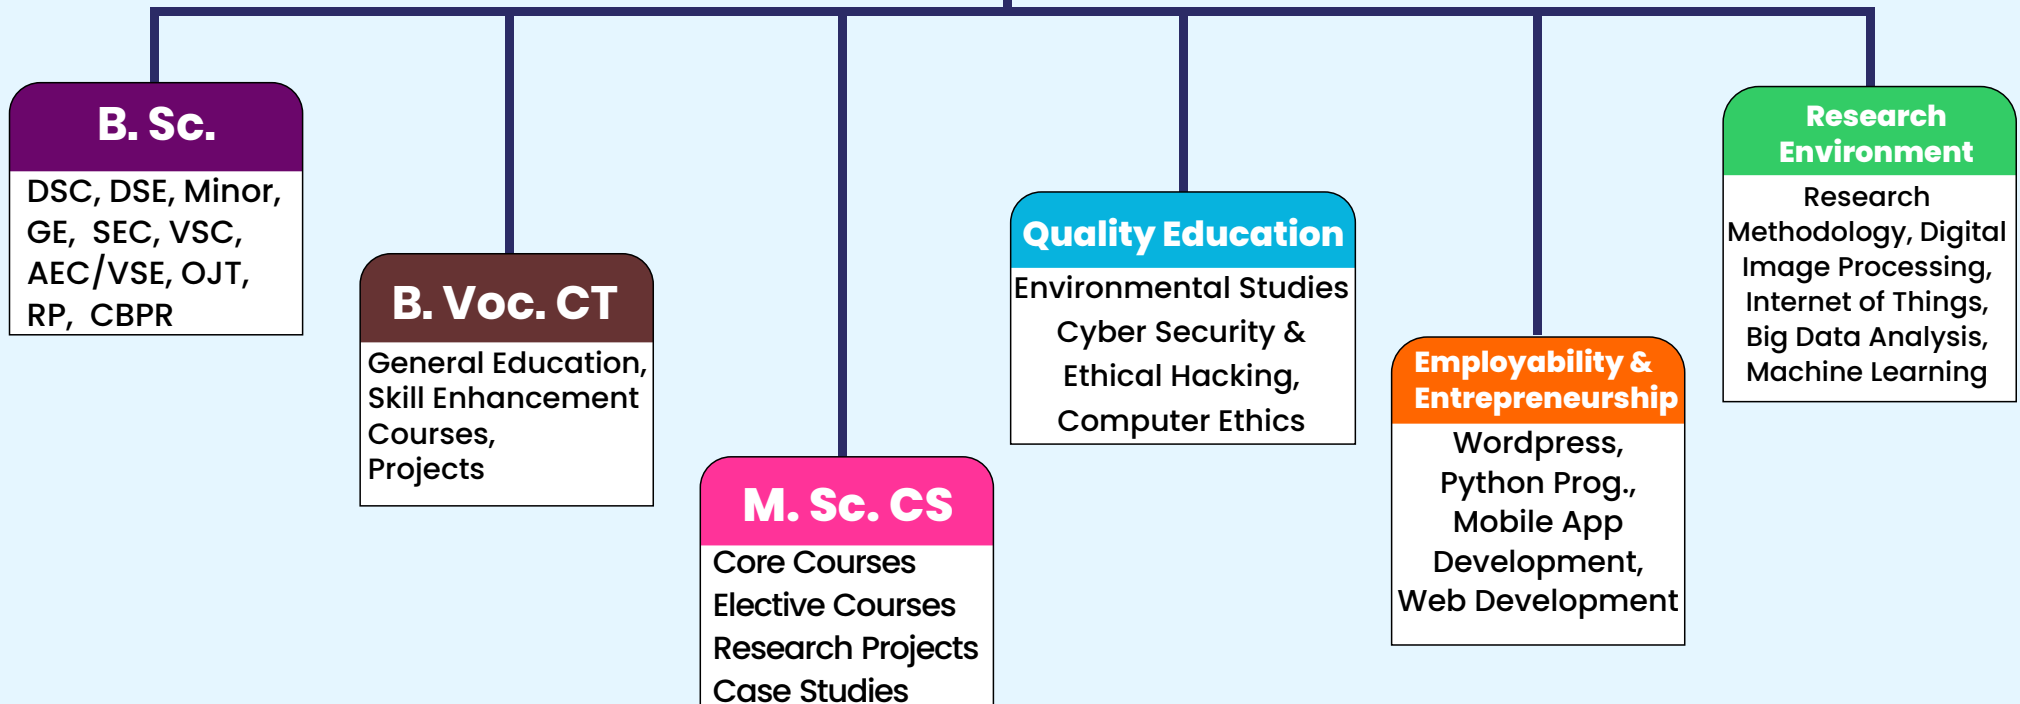 B. Sc.
DSC, DSE, Minor,
GE, SEC, VSC,
AEC/VSE, OJT,
RP, CBPR
B. Voc. CT
General Education,
Skill Enhancement
Courses,
Projects
M. Sc. CS
Core Courses
Elective Courses
Research Projects
Case Studies
Quality Education
Environmental Studies
Cyber Security &
Ethical Hacking,
Computer Ethics
Employability &
Entrepreneurship
Wordpress,
Python Prog.,
Mobile App
Development,
Web Development
Research
Environment
Research
Methodology, Digital
Image Processing,
Internet of Things,
Big Data Analysis,
Machine Learning